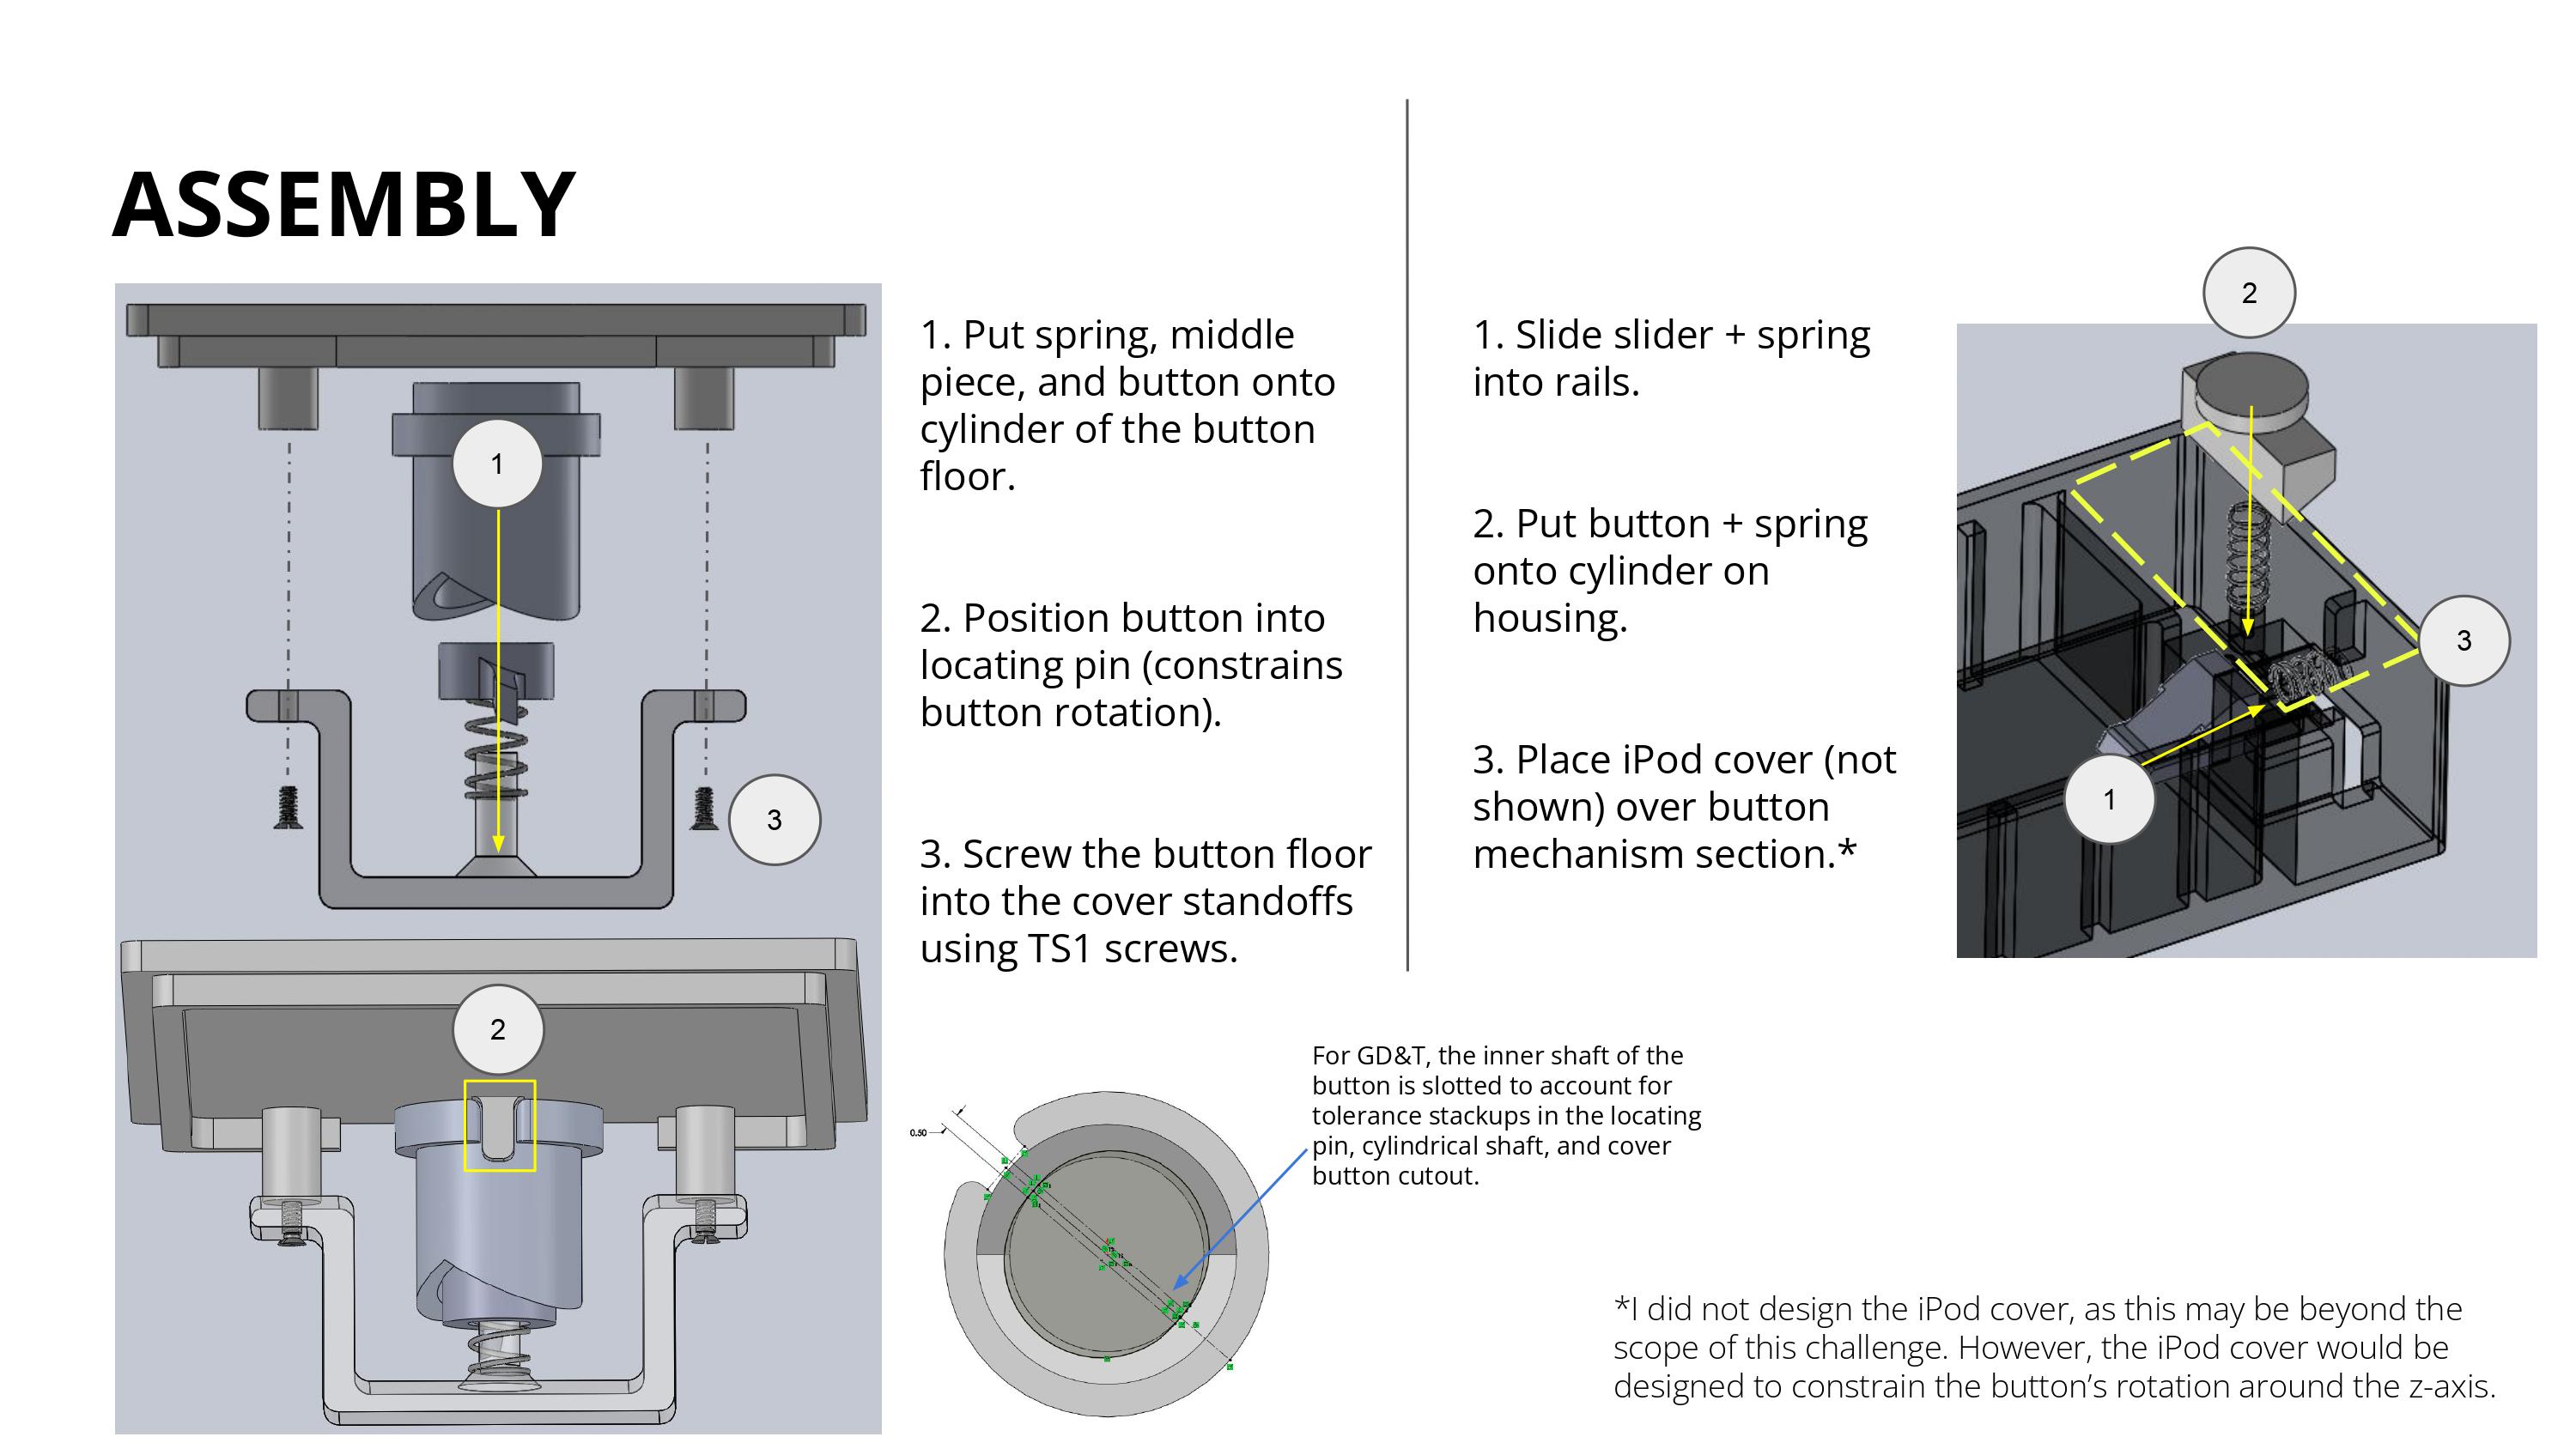 ASSEMBLY
1
3
2
1. Put spring, middle
piece, and button onto
cylinder of the button
floor.
2. Position button into
locating pin (constrains
button rotation).
3. Screw the button floor
into the cover standoffs
using TS1 screws.
1. Slide slider + spring
into rails.
2. Put button + spring
onto cylinder on
housing.
3. Place iPod cover (not
shown) over button
mechanism section.*
2
3
1
0.50
For GD&T, the inner shaft of the
button is slotted to account for
tolerance stackups in the locating
pin, cylindrical shaft, and cover
button cutout.
*I did not design the iPod cover, as this may be beyond the
scope of this challenge. However, the iPod cover would be
designed to constrain the button’s rotation around the z-axis.